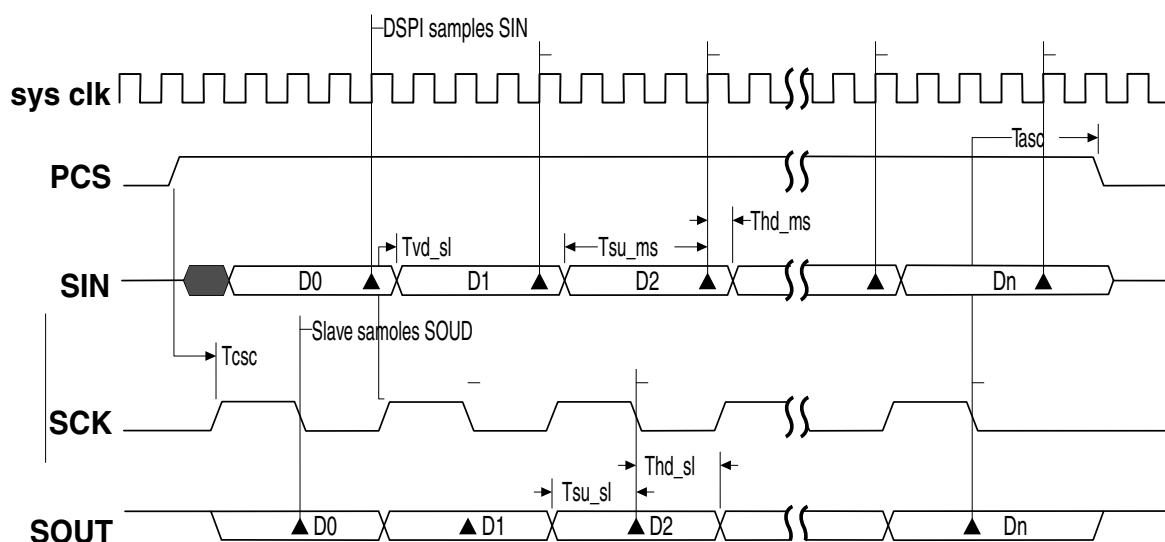 DSPI samples SIN
sys clk
Tasc
PCS
Thd_ms
Tvd_sl
Tsu_ms
SIN
D0
D1
D2
Dn
Slave samoles SOUD
Tcsc
SCK
Thd_sl
Tsu_sl
SOUT
D0
D1
D2
Dn